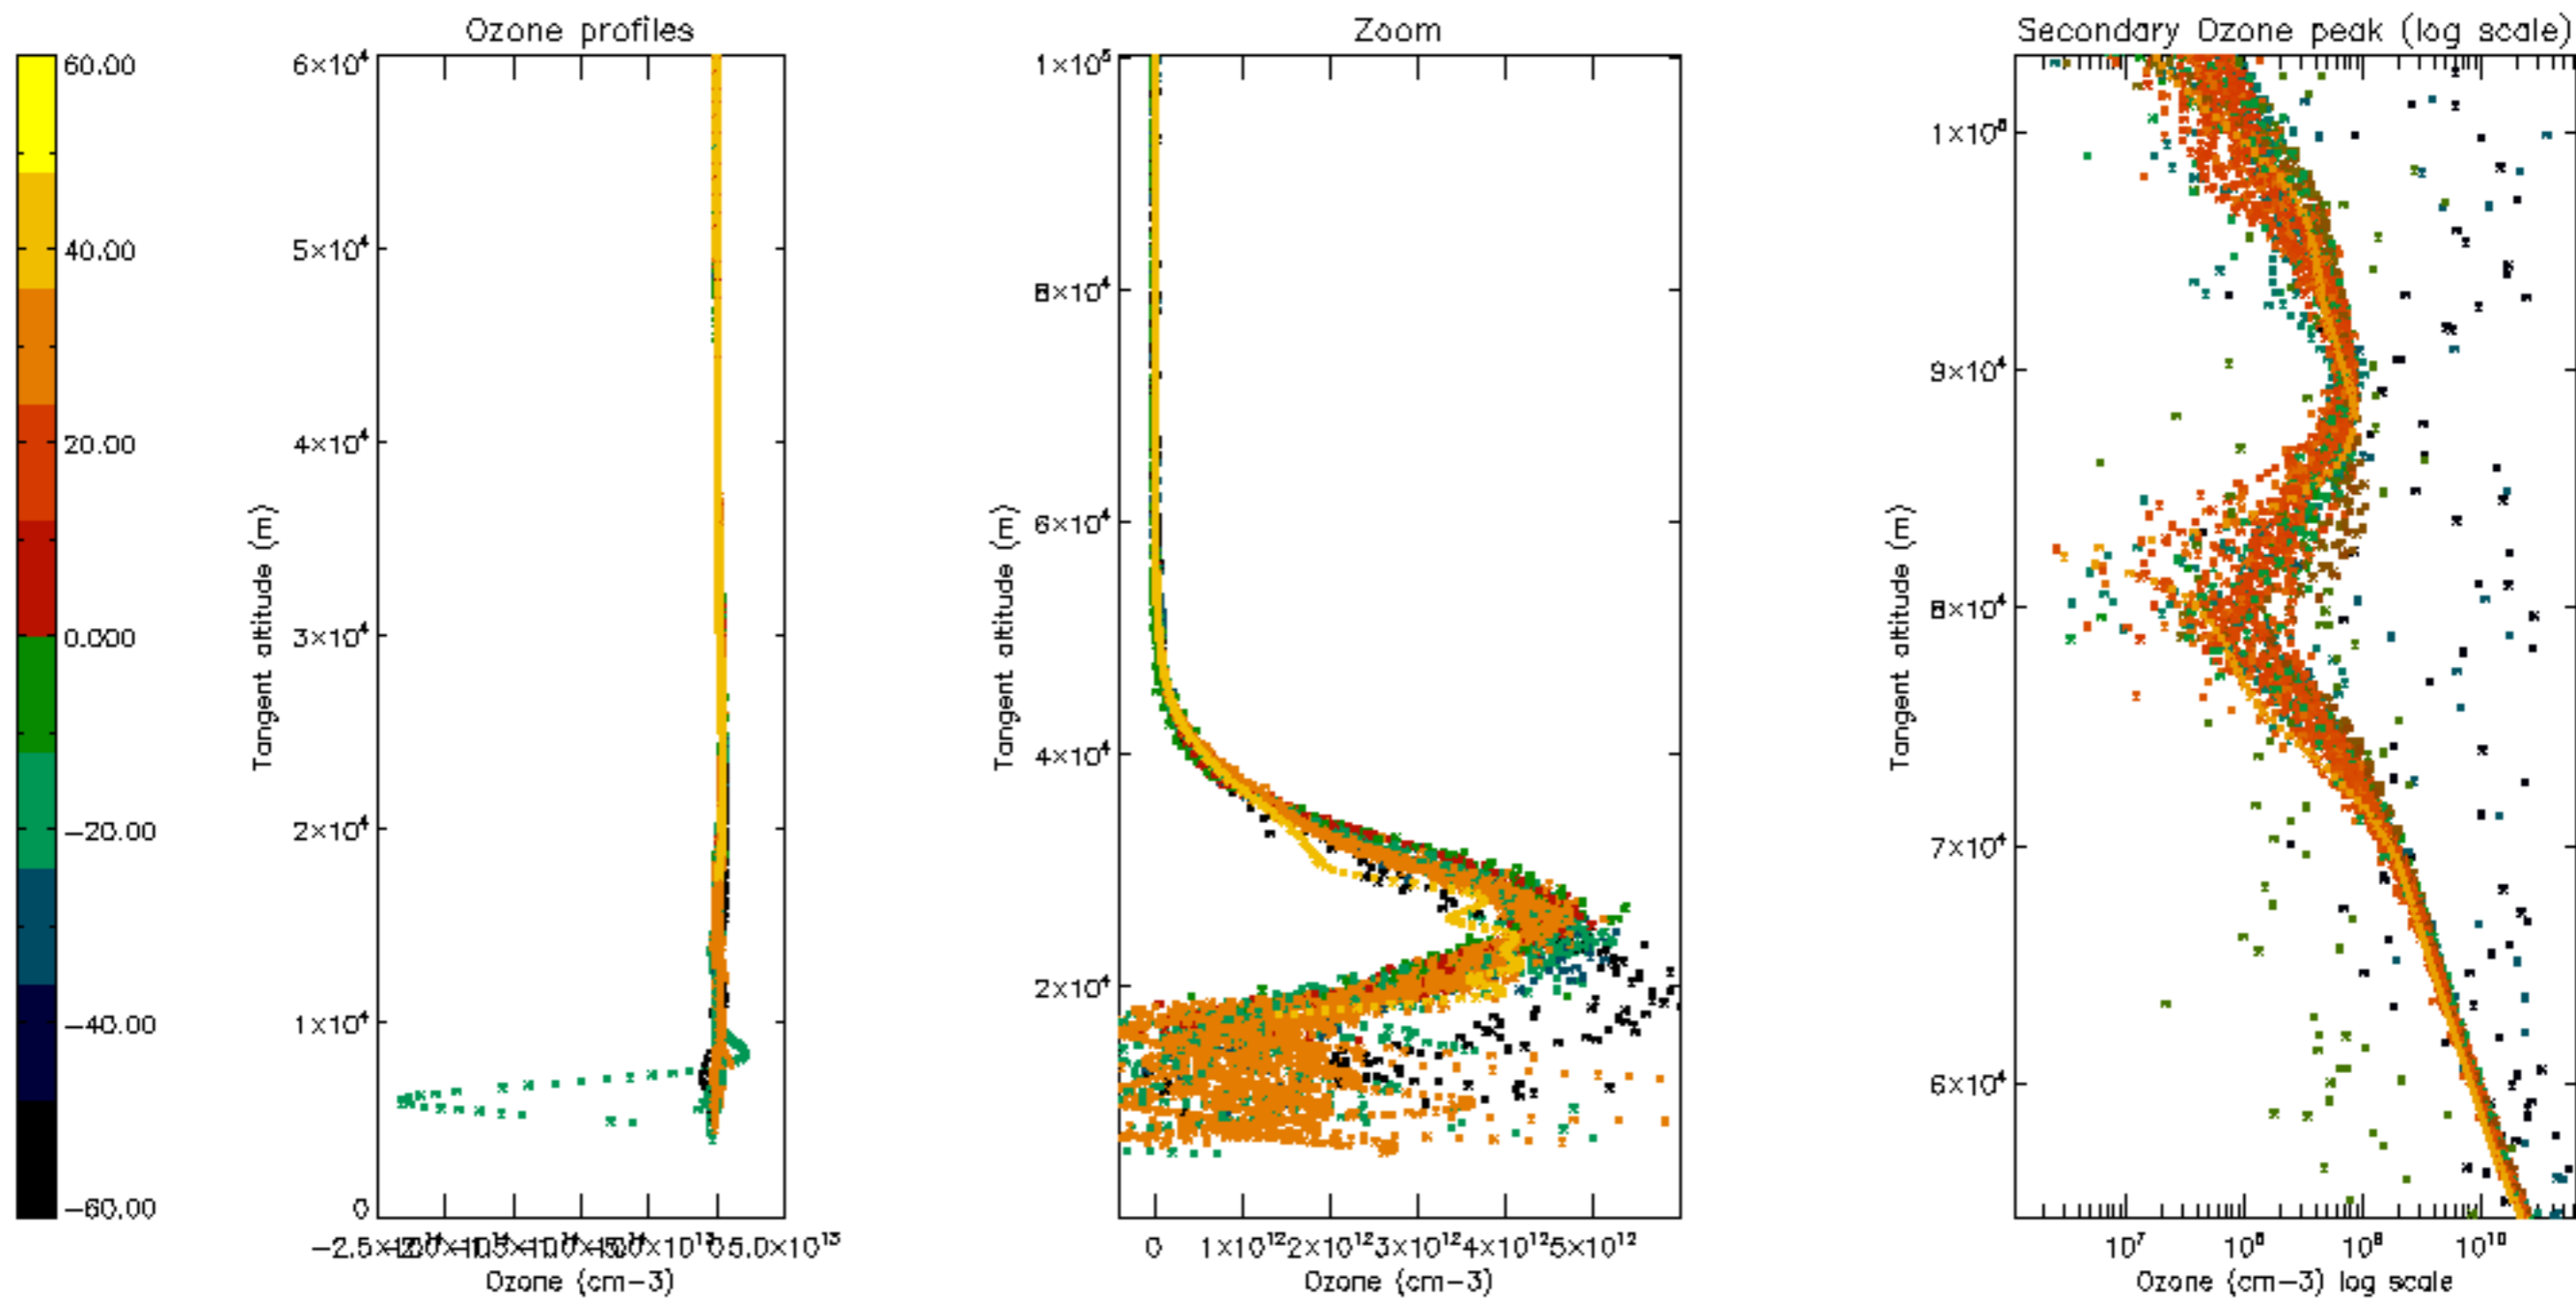 Ozone profiles
Zoom
Secondary Ozone peak (log scale)
60.00
40.00
20.00
0.000
-20.00
-40.00
-60.00
6×10⁴
5×10⁴
4×10⁴
3×10⁴
2×10⁴
1×10⁴
0
Tangent altitude (m)
5.0×10¹³
Ozone (cm-3)
1×10⁵
8×10⁴
6×10⁴
4×10⁴
2×10⁴
Tangent altitude (m)
0 1×10¹² 2×10¹² 3×10¹² 4×10¹² 5×10¹²
Ozone (cm-3)
9×10⁴
8×10⁴
7×10⁴
6×10⁴
Tangent altitude (m)
10⁷ 10⁸ 10⁹ 10¹⁰
Ozone (cm-3) log scale